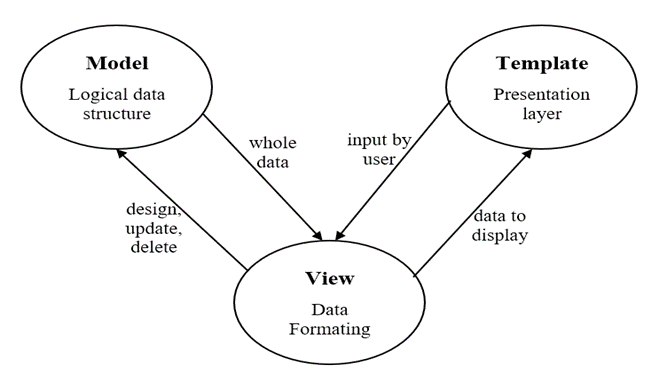 Model
Logical data
structure
Template
Presentation
layer
whole
data
input by
user
design,
update,
delete
data to
display
View
Data
Formating